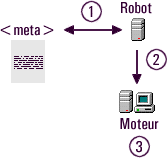 ① Robot
<meta>
②
Moteur
③